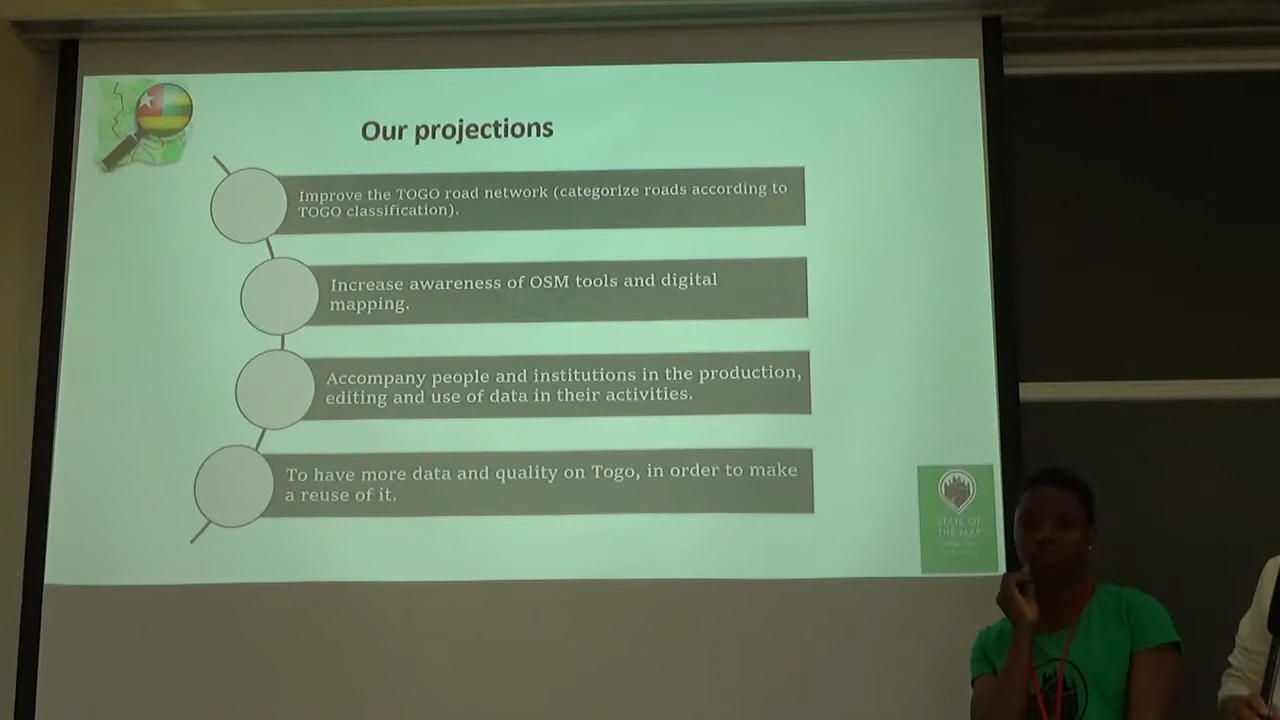 Our projections
Improve the TOGO road network (categorize roads according to
TOGO classification).
Increase awareness of OSM tools and digital
mapping.
Accompany people and institutions in the production,
editing and use of data in their activities.
To have more data and quality on Togo, in order to make
a reuse of it.
STATE OF
THE MAP